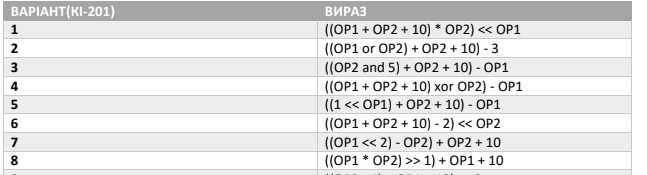 ВАРІАНТ(КІ-201) ВИРАЗ
1 ((OP1 + OP2 + 10) * OP2) << OP1
2 ((OP1 or OP2) + OP2 + 10) - 3
3 ((OP2 and 5) + OP2 + 10) - OP1
4 ((OP1 + OP2 + 10) xor OP2) - OP1
5 ((1 << OP1) + OP2 + 10) - OP1
6 ((OP1 + OP2 + 10) - 2) << OP2
7 ((OP1 << 2) - OP2) + OP2 + 10
8 ((OP1 * OP2) >> 1) + OP1 + 10